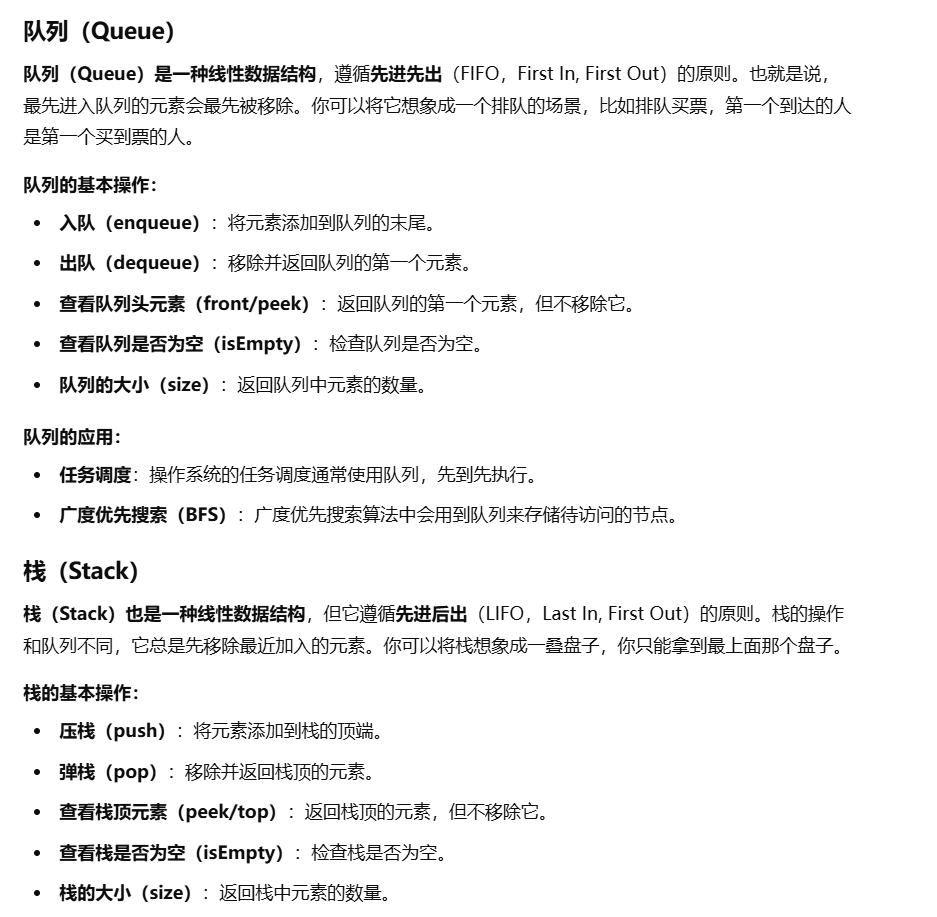 队列（Queue）
队列（Queue）是一种线性数据结构，遵循先进先出（FIFO，First In, First Out）的原则。也就是说，
最先进入队列的元素会最先被移除。你可以将它想象成一个排队的场景，比如排队买票，第一个到达的人
是第一个买到票的人。
队列的基本操作：
• 入队（enqueue）：将元素添加到队列的末尾。
• 出队（dequeue）：移除并返回队列的第一个元素。
• 查看队列头元素（front/peek）：返回队列的第一个元素，但不移除它。
• 查看队列是否为空（isEmpty）：检查队列是否为空。
• 队列的大小（size）：返回队列中元素的数量。
队列的应用：
• 任务调度：操作系统的任务调度通常使用队列，先到先执行。
• 广度优先搜索（BFS）：广度优先搜索算法中会用到队列来存储待访问的节点。
栈（Stack）
栈（Stack）也是一种线性数据结构，但它遵循先进后出（LIFO，Last In, First Out）的原则。栈的操作
和队列不同，它总是先移除最近加入的元素。你可以将栈想象成一叠盘子，你只能拿到最上面那个盘子。
栈的基本操作：
• 压栈（push）：将元素添加到栈的顶端。
• 弹栈（pop）：移除并返回栈顶的元素。
• 查看栈顶元素（peek/top）：返回栈顶的元素，但不移除它。
• 查看栈是否为空（isEmpty）：检查栈是否为空。
• 栈的大小（size）：返回栈中元素的数量。